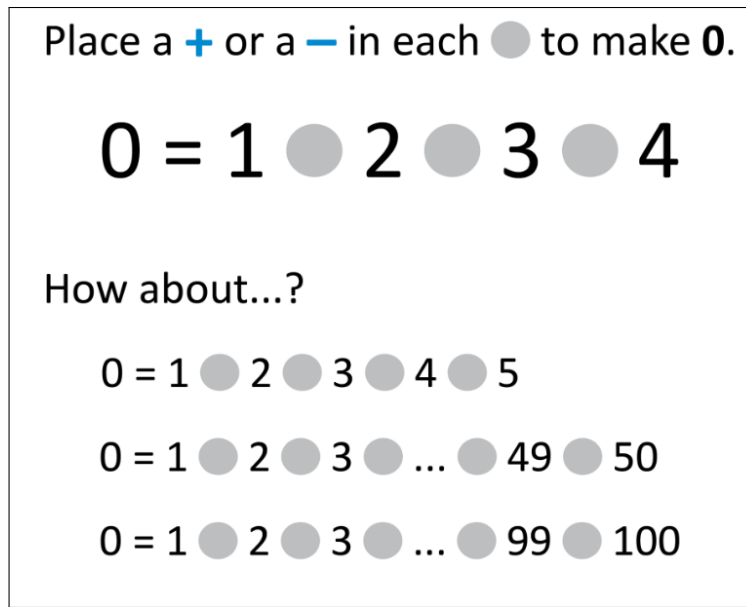 Place a + or a − in each to make 0.
0 = 1 2 3 4
How about...?
0 = 1 2 3 4 5
0 = 1 2 3 ... 49 50
0 = 1 2 3 ... 99 100